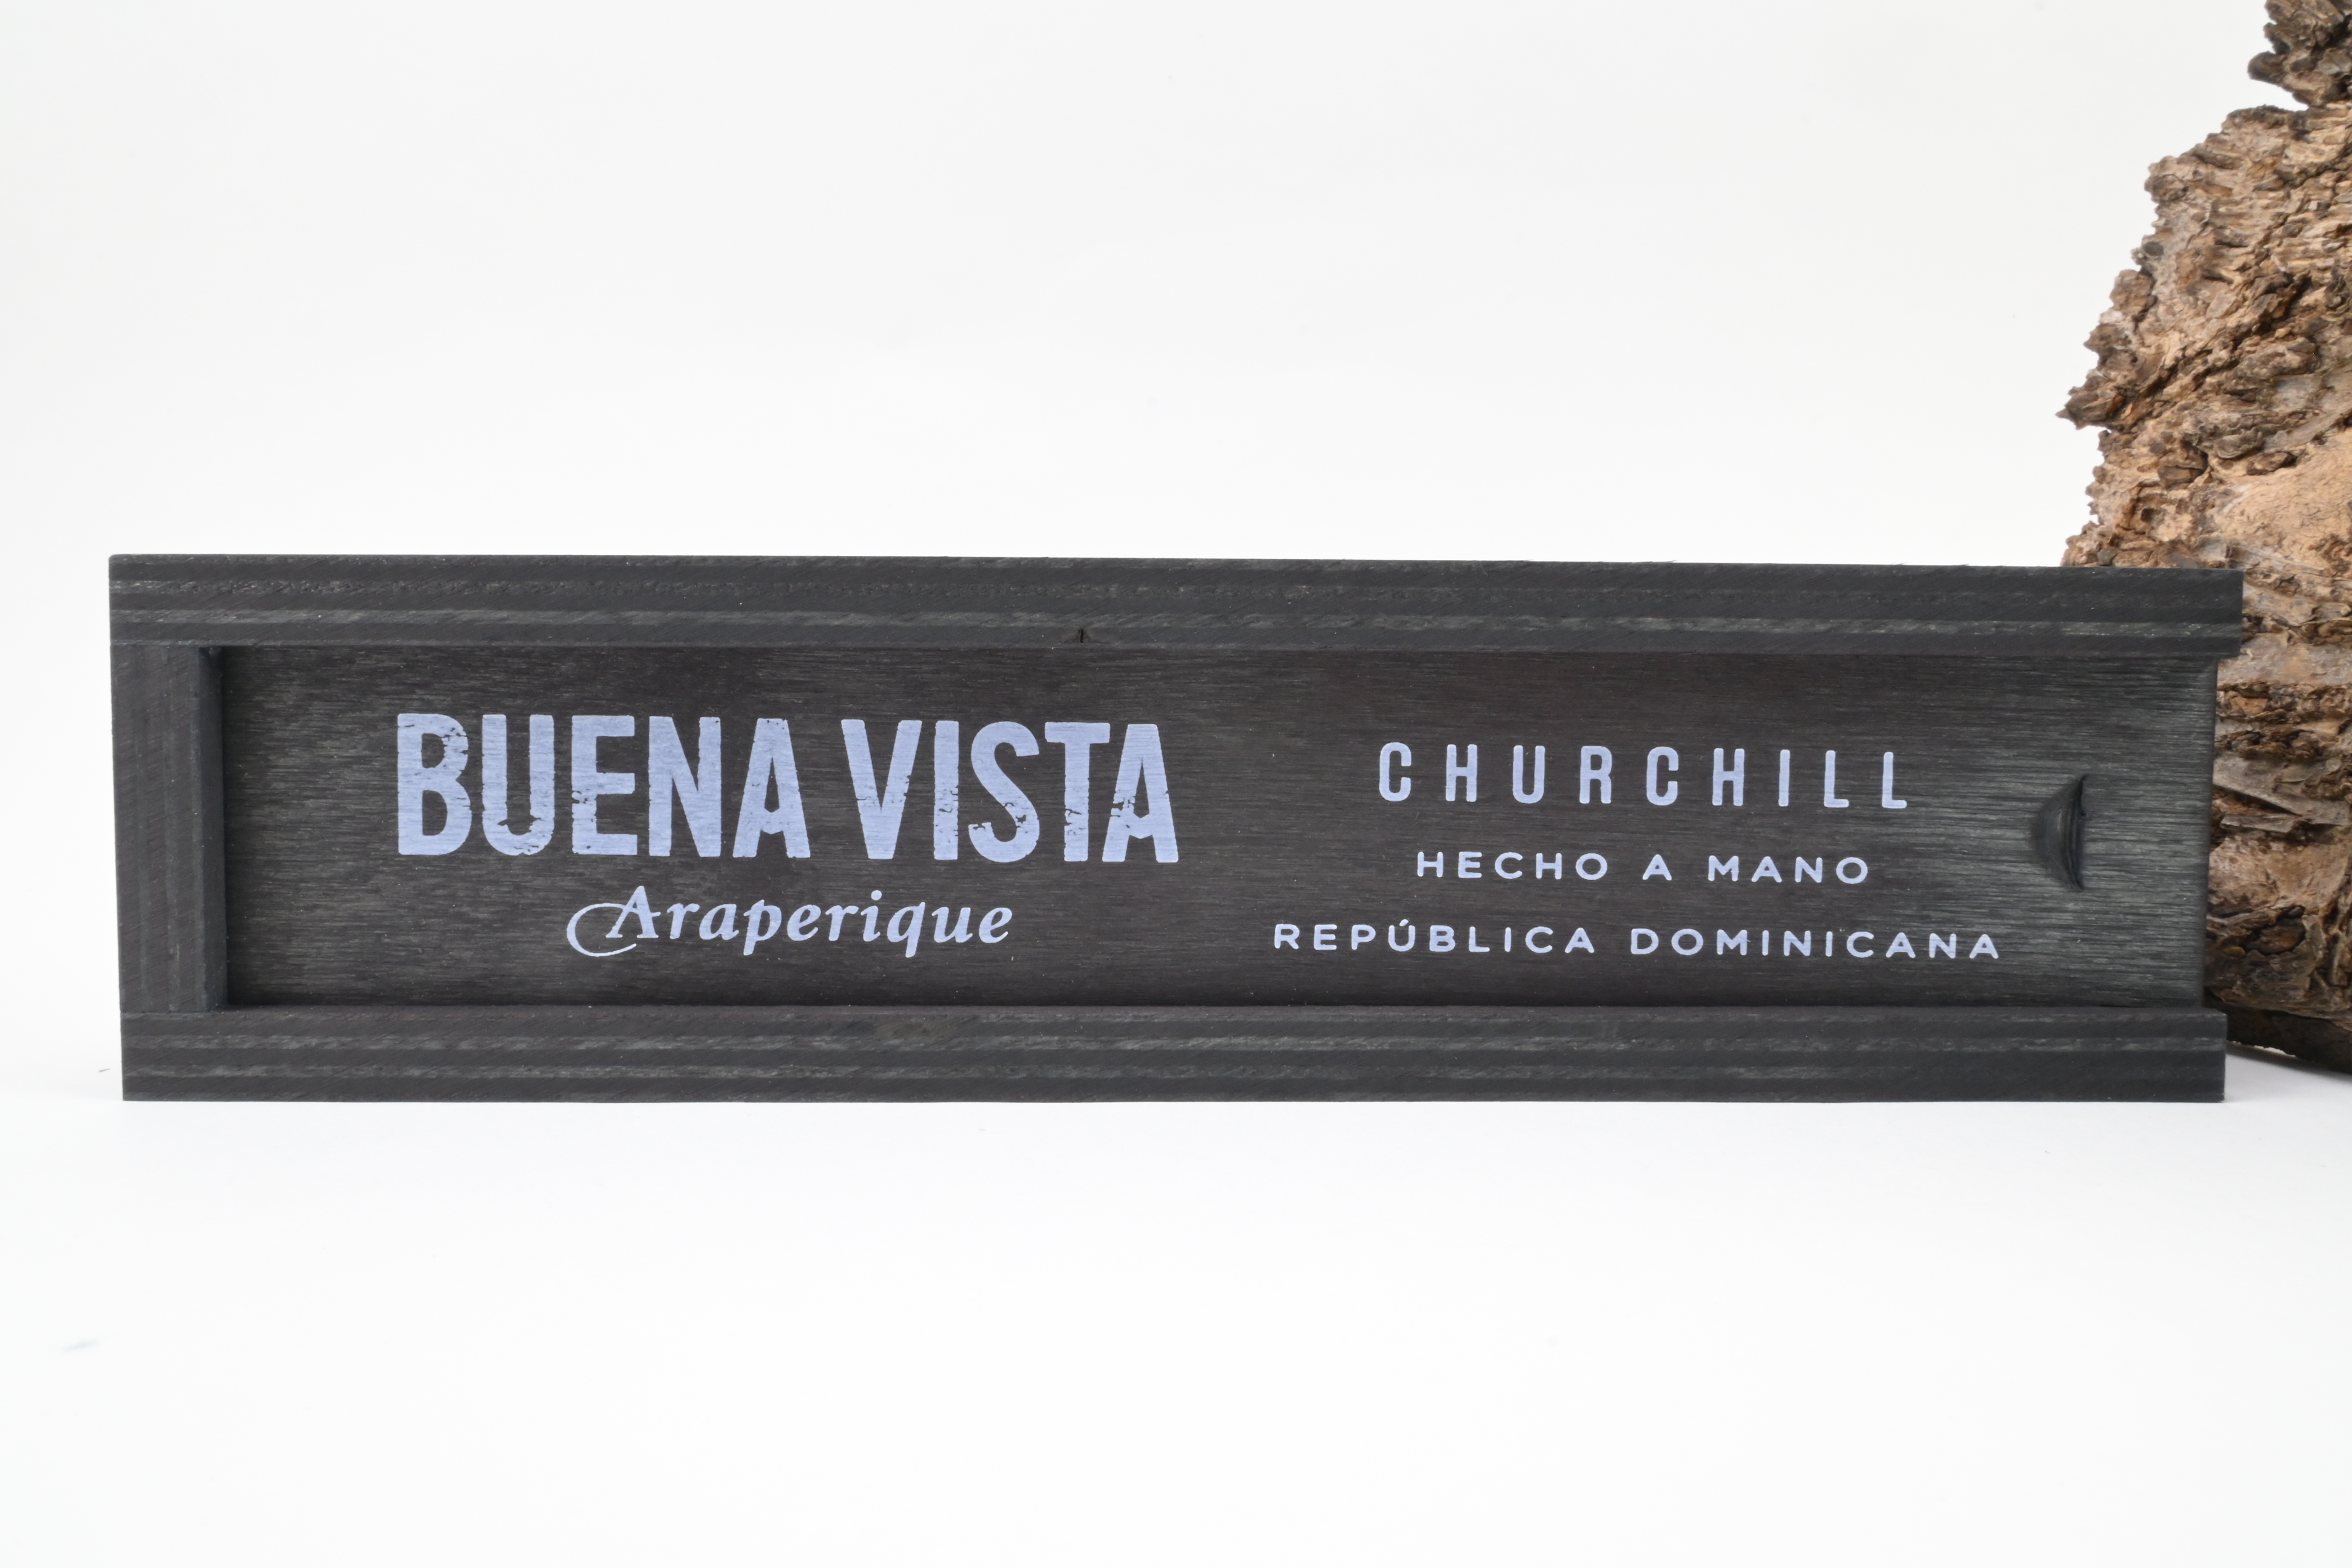 BUENA VISTA
Araperique
CHURCHILL
HECHO A MANO
REPÚBLICA DOMINICANA